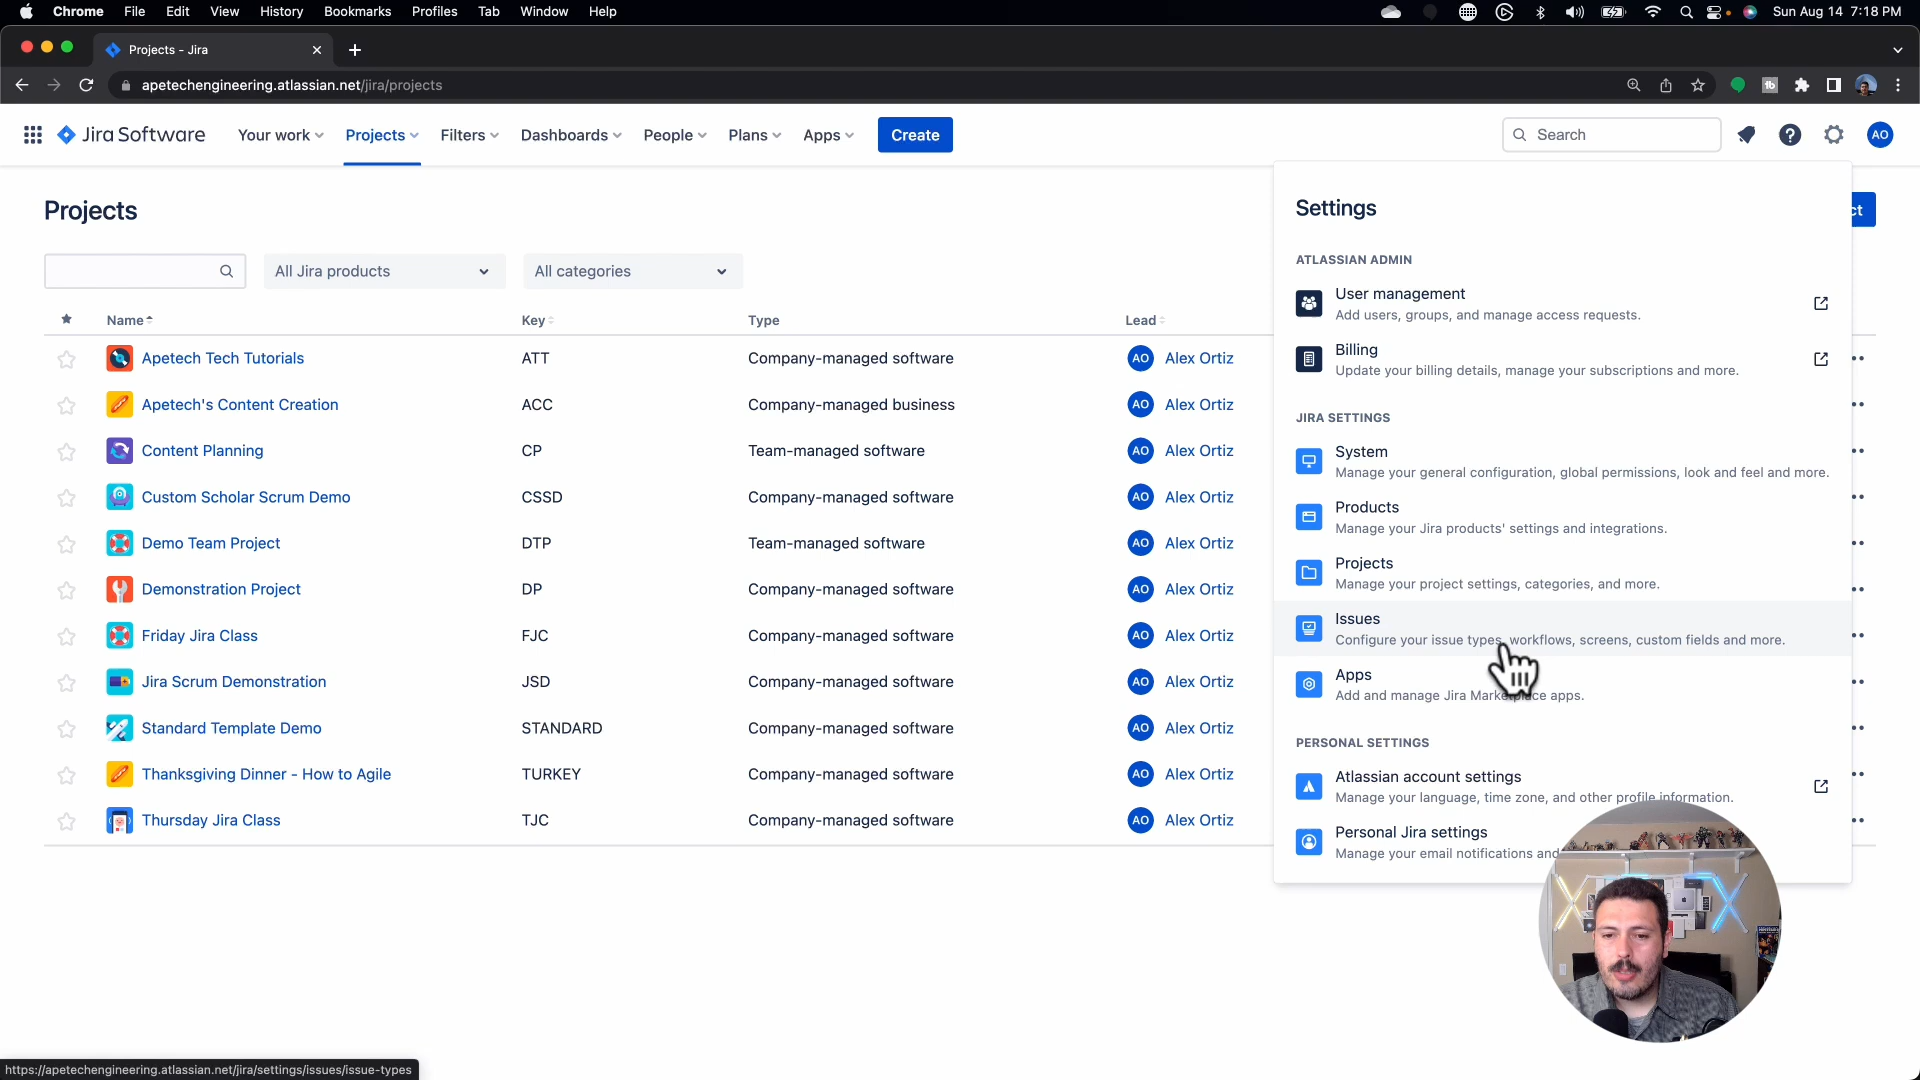 Chrome File Edit View History Bookmarks Profiles Tab Window Help Sun Aug 14 7:18 PM
Projects - Jira
apetechengineering.atlassian.net/jira/projects
Jira Software Your work Projects Filters Dashboards People Plans Apps Create Search AO
Projects
All Jira products All categories
Name Key Type Lead
Apetech Tech Tutorials ATT Company-managed software AO Alex Ortiz
Apetech's Content Creation ACC Company-managed business AO Alex Ortiz
Content Planning CP Team-managed software AO Alex Ortiz
Custom Scholar Scrum Demo CSSD Company-managed software AO Alex Ortiz
Demo Team Project DTP Team-managed software AO Alex Ortiz
Demonstration Project DP Company-managed software AO Alex Ortiz
Friday Jira Class FJC Company-managed software AO Alex Ortiz
Jira Scrum Demonstration JSD Company-managed software AO Alex Ortiz
Standard Template Demo STANDARD Company-managed software AO Alex Ortiz
Thanksgiving Dinner - How to Agile TURKEY Company-managed software AO Alex Ortiz
Thursday Jira Class TJC Company-managed software AO Alex Ortiz
Settings
ct
ATLASSIAN ADMIN
User management
Add users, groups, and manage access requests.
Billing
Update your billing details, manage your subscriptions and more.
JIRA SETTINGS
System
Manage your general configuration, global permissions, look and feel and more.
Products
Manage your Jira products' settings and integrations.
Projects
Manage your project settings, categories, and more.
Issues
Configure your issue types, workflows, screens, custom fields and more.
Apps
Add and manage Jira Marketplace apps.
PERSONAL SETTINGS
Atlassian account settings
Manage your language, time zone, and other profile information.
Personal Jira settings
Manage your email notifications and
https://apetechengineering.atlassian.net/jira/settings/issues/issue-types